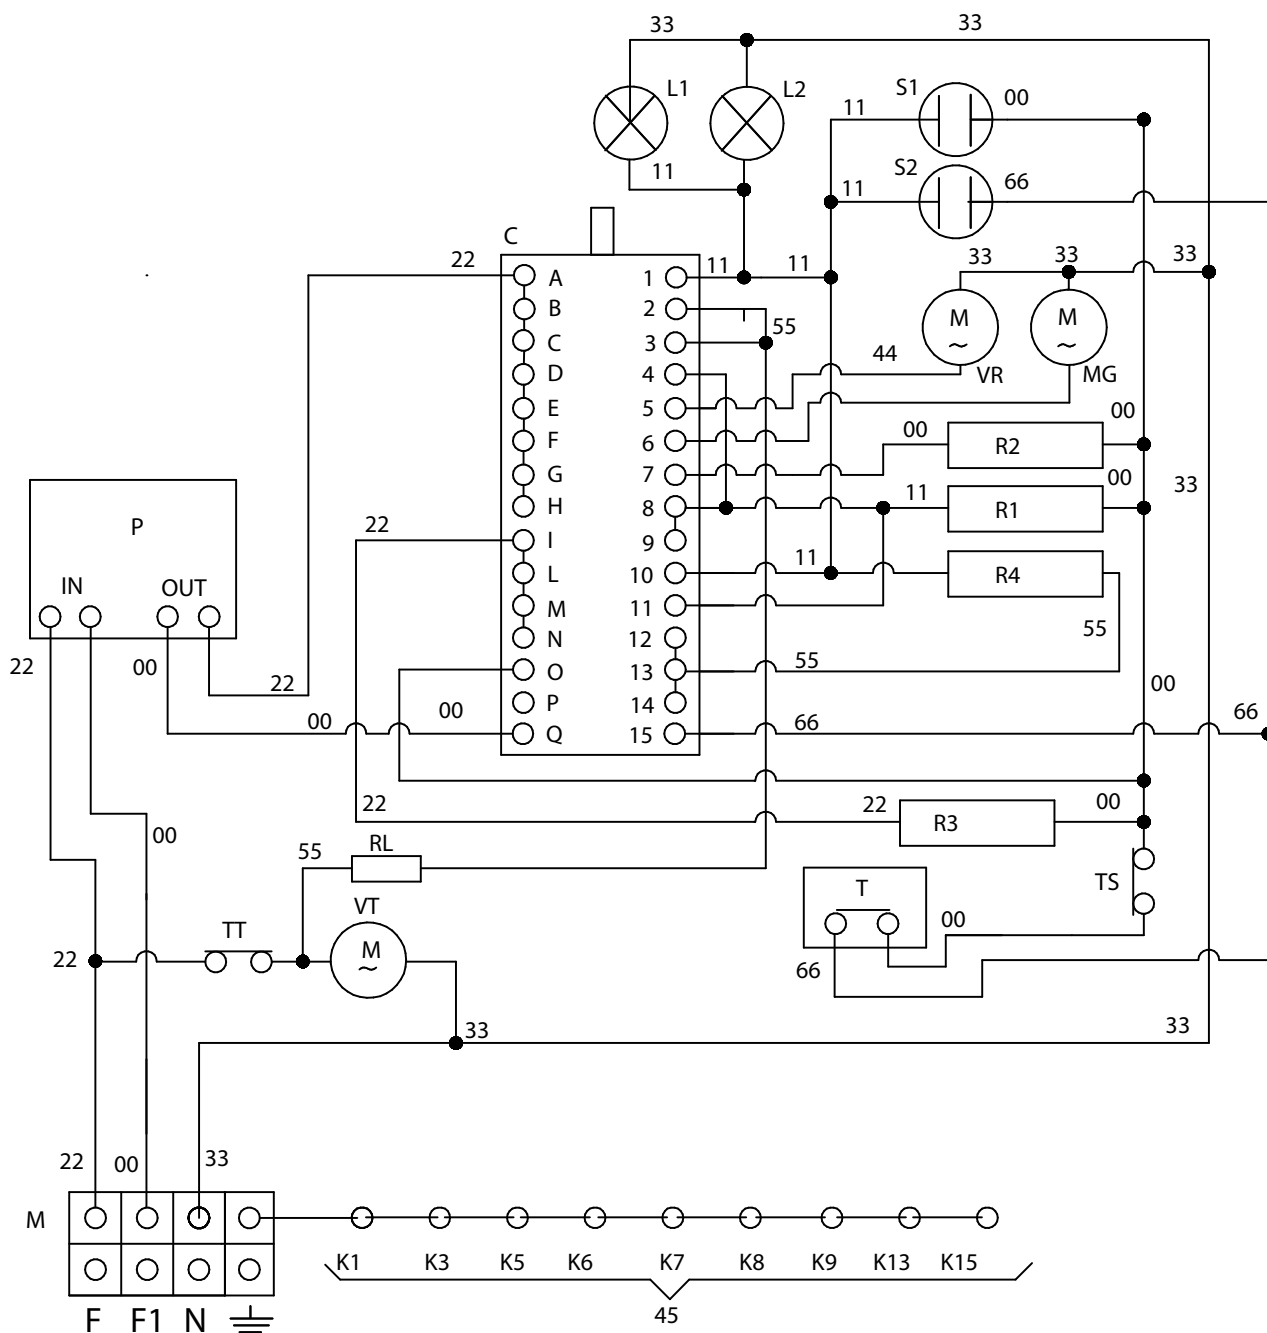 33
33
L1
L2
S1
00
11
11
S2
66
11
C
22
A
1
11
11
33
33
33
B
2
M
M
C
3
55
D
4
44
VR
MG
E
5
00
F
6
00
R2
G
7
00
33
P
H
8
11
R1
22
I
9
11
R4
L
10
IN
OUT
M
11
55
N
12
22
00
22
O
13
55
00
P
14
00
00
Q
15
66
66
22
22
R3
00
00
55
RL
T
TS
TT
VT
00
M
22
66
33
33
22
00
33
M
K1
K3
K5
K6
K7
K8
K9
K13
K15
45
F
F1
N